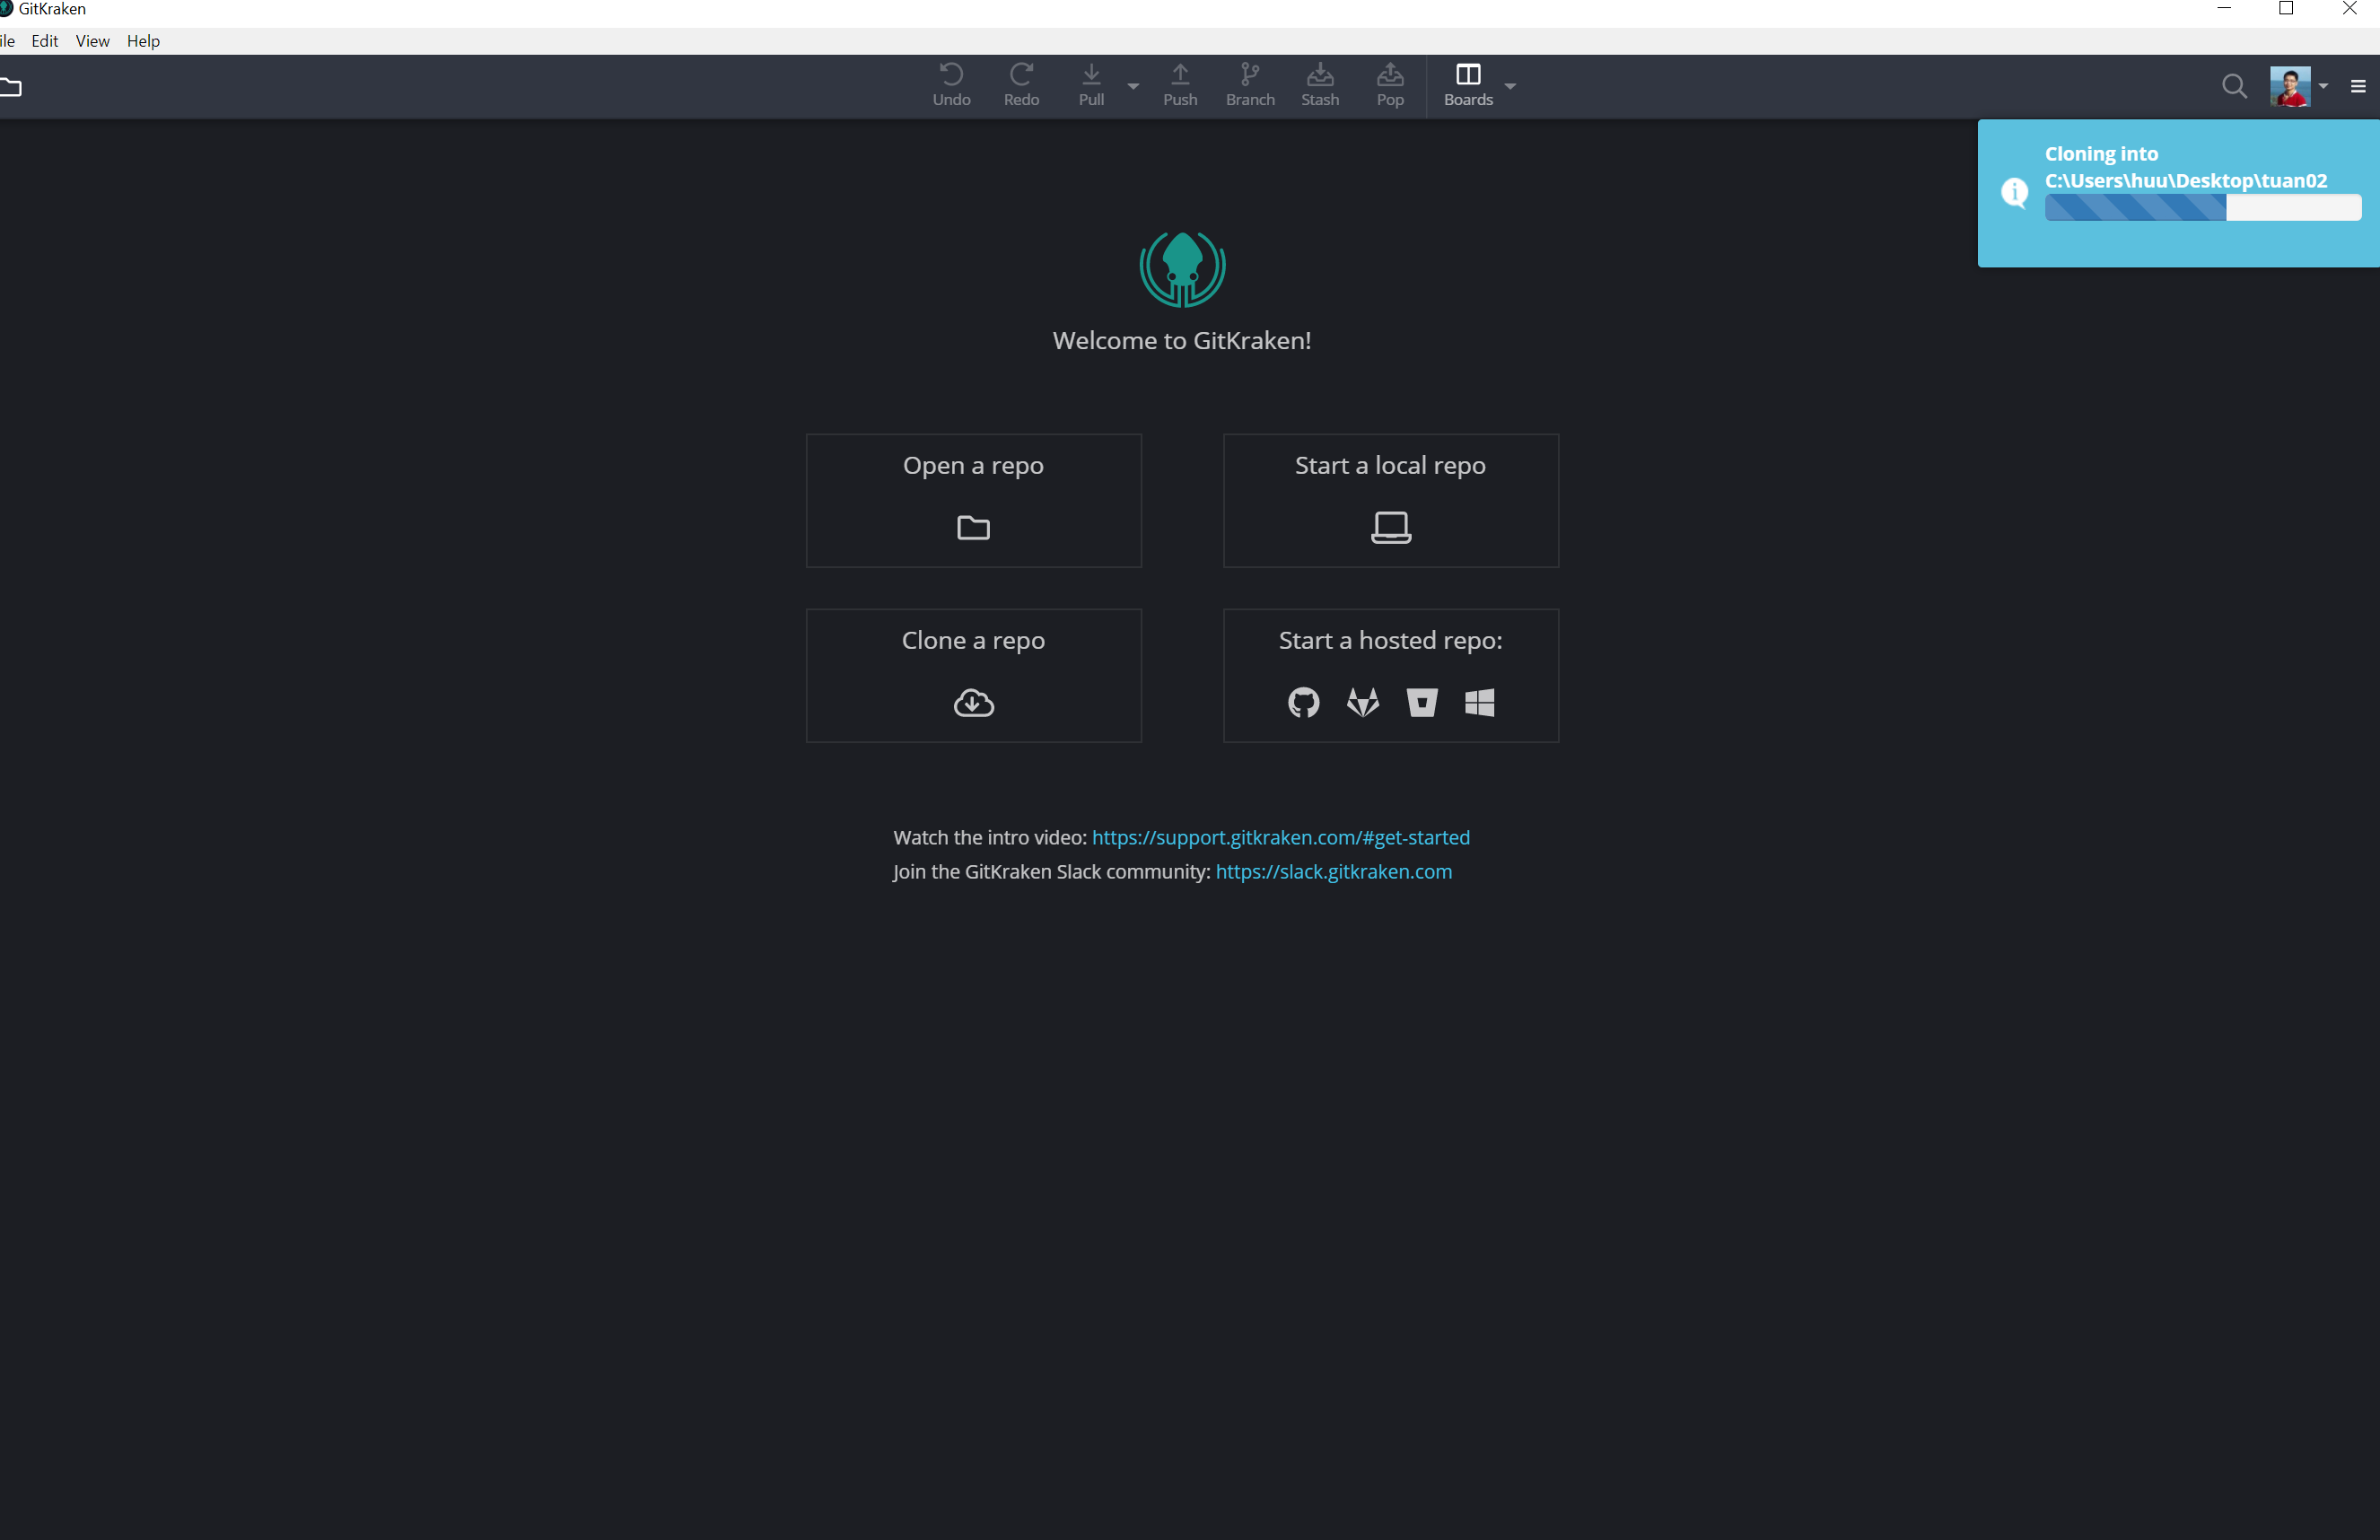 GitKraken
ile Edit View Help
Undo Redo Pull Push Branch Stash Pop Boards
Cloning into
C:\Users\huu\Desktop\tuan02
Welcome to GitKraken!
Open a repo
Start a local repo
Clone a repo
Start a hosted repo:
Watch the intro video: https://support.gitkraken.com/#get-started
Join the GitKraken Slack community: https://slack.gitkraken.com